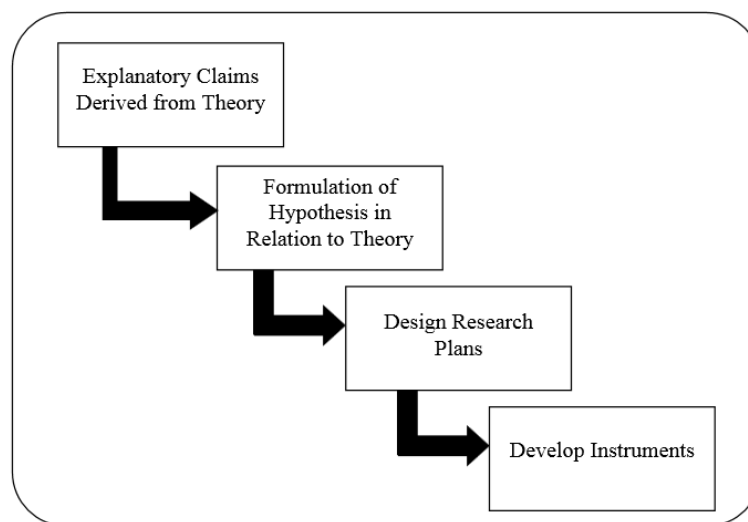 Explanatory Claims
Derived from Theory
Formulation of
Hypothesis in
Relation to Theory
Design Research
Plans
Develop Instruments